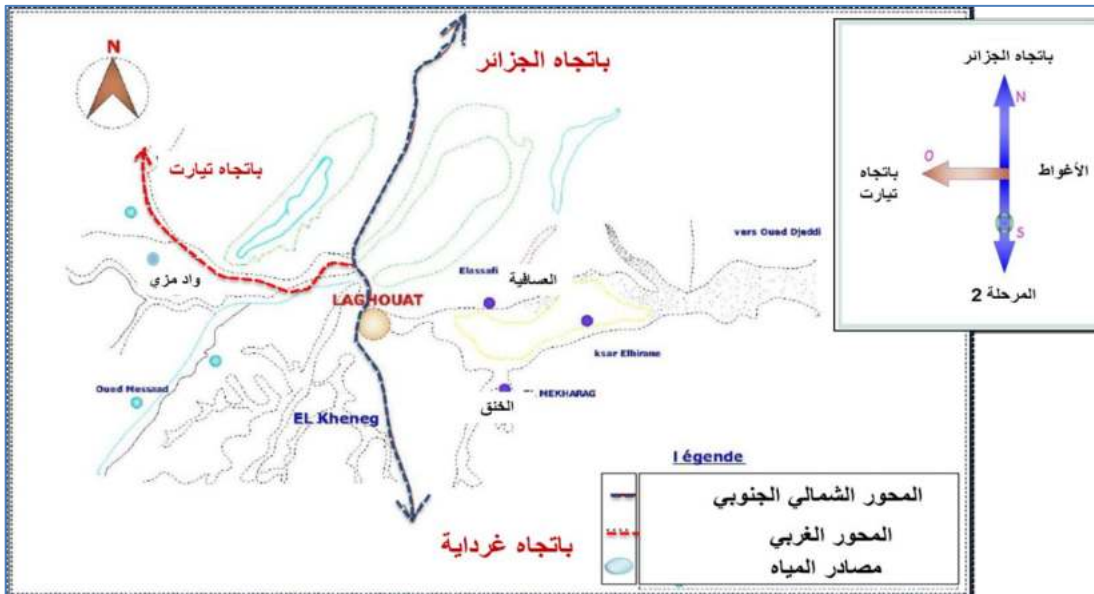 N
باتجاه الجزائر
باتجاه تيارت
واد مزي
LAGHOUAT
Elassafi
العسافية
vers Oued Djeddi
ksar Elhirane
Oued Messaad
EL Kheneg
الخنق
MEKHARAG
باتجاه غرداية
légende
المحور الشمالي الجنوبي
المحور الغربي
مصادر المياه
باتجاه الجزائر
N
O
باتجاه
تيارت
الأغواط
S
المرحلة 2